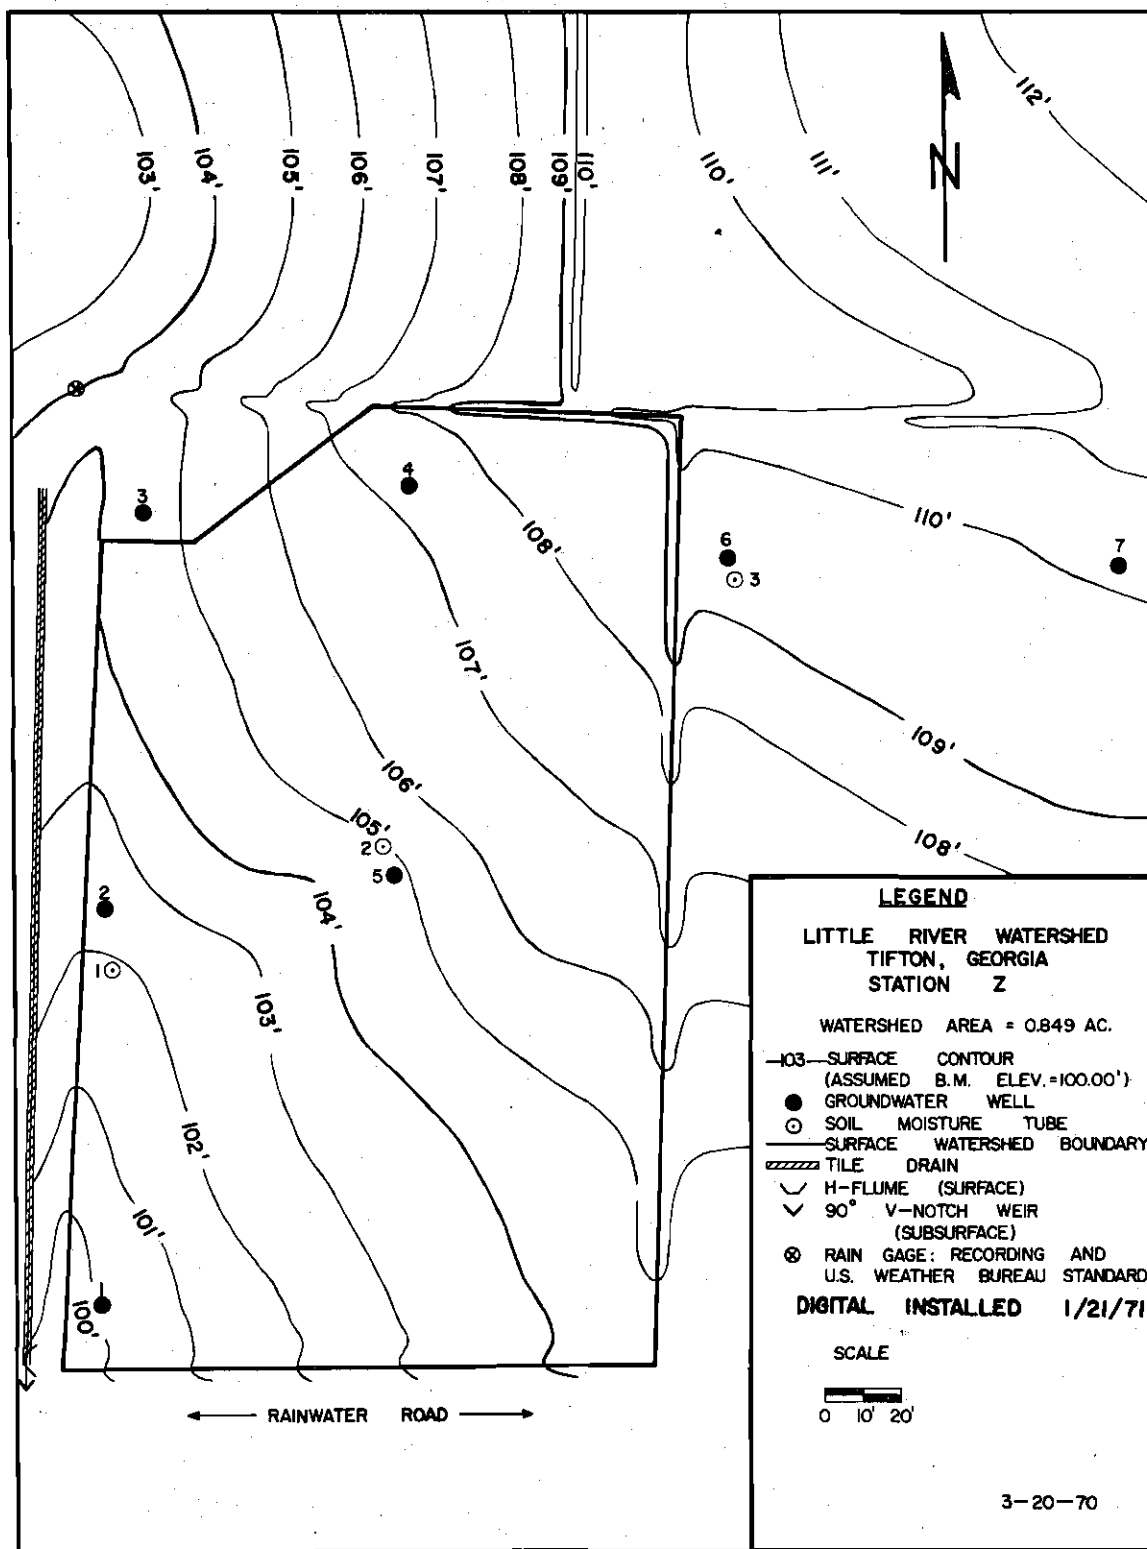 112'
103'
104'
105'
106'
107'
108'
109'
110'
110'
111'
N
3
4
6
3
7
110'
108'
107'
109'
108'
106'
105'
2
5
104'
2
1
103'
102'
101'
1
100'
RAINWATER ROAD
LEGEND
LITTLE RIVER WATERSHED
TIFTON, GEORGIA
STATION Z
WATERSHED AREA = 0.849 AC.
103 SURFACE CONTOUR
(ASSUMED B.M. ELEV.=100.00')
GROUNDWATER WELL
SOIL MOISTURE TUBE
SURFACE WATERSHED BOUNDARY
TILE DRAIN
H-FLUME (SURFACE)
90° V-NOTCH WEIR
(SUBSURFACE)
RAIN GAGE: RECORDING AND
U.S. WEATHER BUREAU STANDARD
DIGITAL INSTALLED 1/21/71
SCALE
0 10' 20'
3-20-70